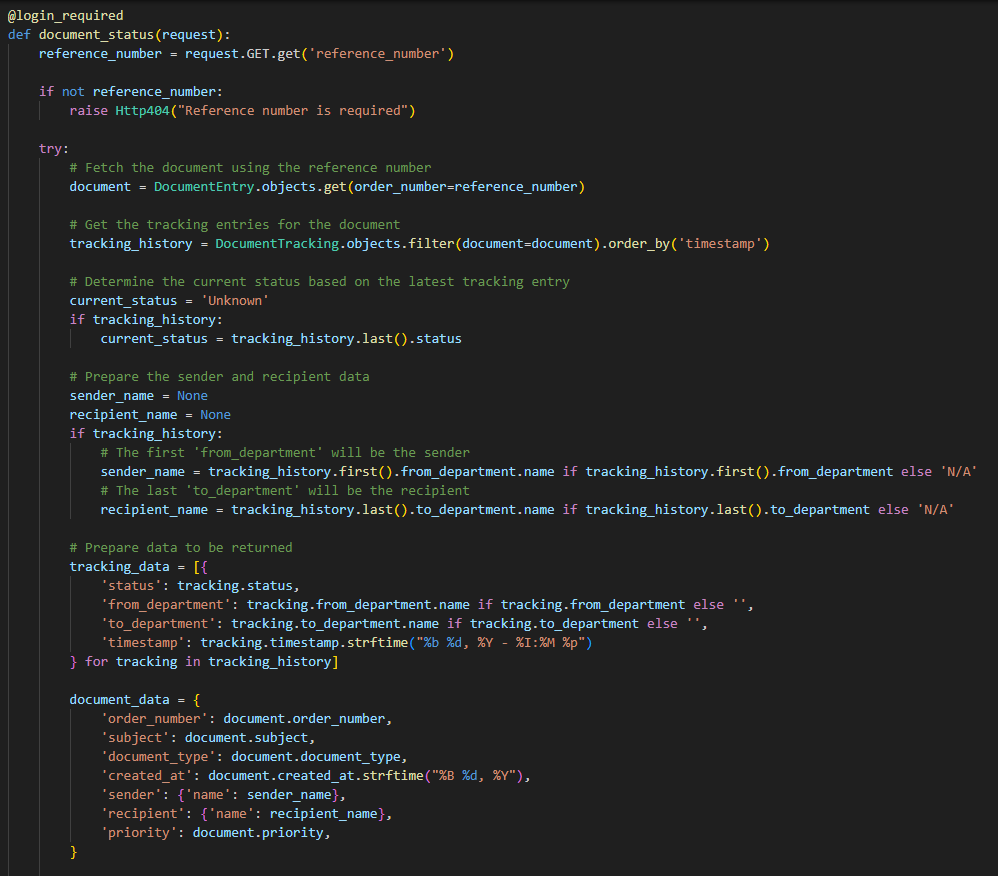 @login_required
def document_status(request):
    reference_number = request.GET.get('reference_number')

    if not reference_number:
        raise Http404("Reference number is required")

    try:
        # Fetch the document using the reference number
        document = DocumentEntry.objects.get(order_number=reference_number)

        # Get the tracking entries for the document
        tracking_history = DocumentTracking.objects.filter(document=document).order_by('timestamp')

        # Determine the current status based on the latest tracking entry
        current_status = 'Unknown'
        if tracking_history:
            current_status = tracking_history.last().status

        # Prepare the sender and recipient data
        sender_name = None
        recipient_name = None
        if tracking_history:
            # The first 'from_department' will be the sender
            sender_name = tracking_history.first().from_department.name if tracking_history.first().from_department else 'N/A'
            # The last 'to_department' will be the recipient
            recipient_name = tracking_history.last().to_department.name if tracking_history.last().to_department else 'N/A'

        # Prepare data to be returned
        tracking_data = [{
            'status': tracking.status,
            'from_department': tracking.from_department.name if tracking.from_department else '',
            'to_department': tracking.to_department.name if tracking.to_department else '',
            'timestamp': tracking.timestamp.strftime("%b %d, %Y - %I:%M %p")
        } for tracking in tracking_history]

        document_data = {
            'order_number': document.order_number,
            'subject': document.subject,
            'document_type': document.document_type,
            'created_at': document.created_at.strftime("%B %d, %Y"),
            'sender': {'name': sender_name},
            'recipient': {'name': recipient_name},
            'priority': document.priority,
        }